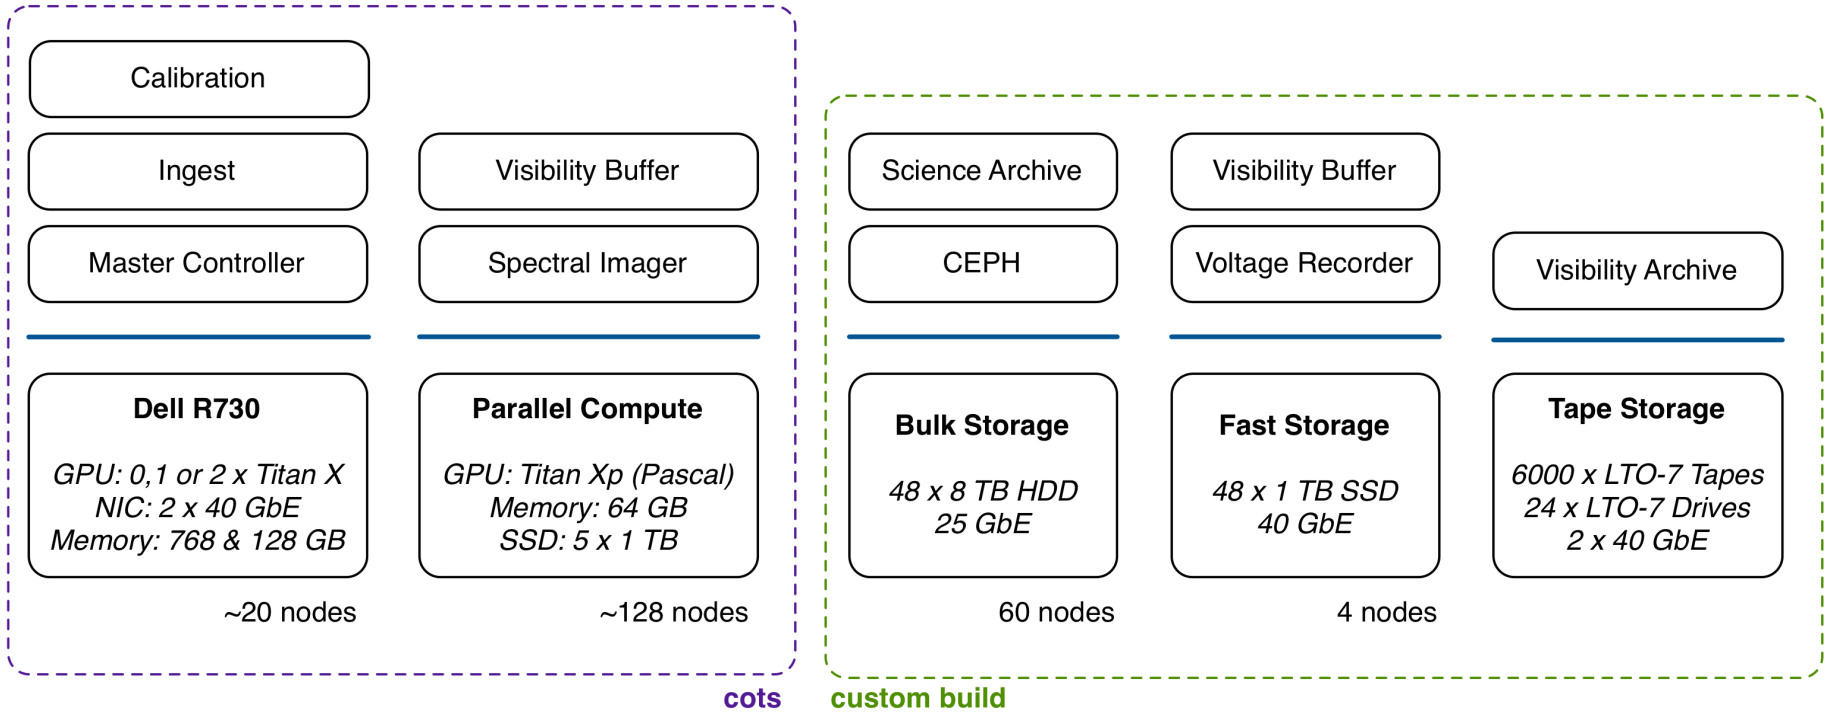 Calibration
Ingest
Master Controller
Dell R730
GPU: 0,1 or 2 x Titan X
NIC: 2 x 40 GbE
Memory: 768 & 128 GB
~20 nodes
Visibility Buffer
Spectral Imager
Parallel Compute
GPU: Titan Xp (Pascal)
Memory: 64 GB
SSD: 5 x 1 TB
~128 nodes
cots
Science Archive
CEPH
Bulk Storage
48 x 8 TB HDD
25 GbE
60 nodes
Visibility Buffer
Voltage Recorder
Fast Storage
48 x 1 TB SSD
40 GbE
4 nodes
Visibility Archive
Tape Storage
6000 x LTO-7 Tapes
24 x LTO-7 Drives
2 x 40 GbE
custom build